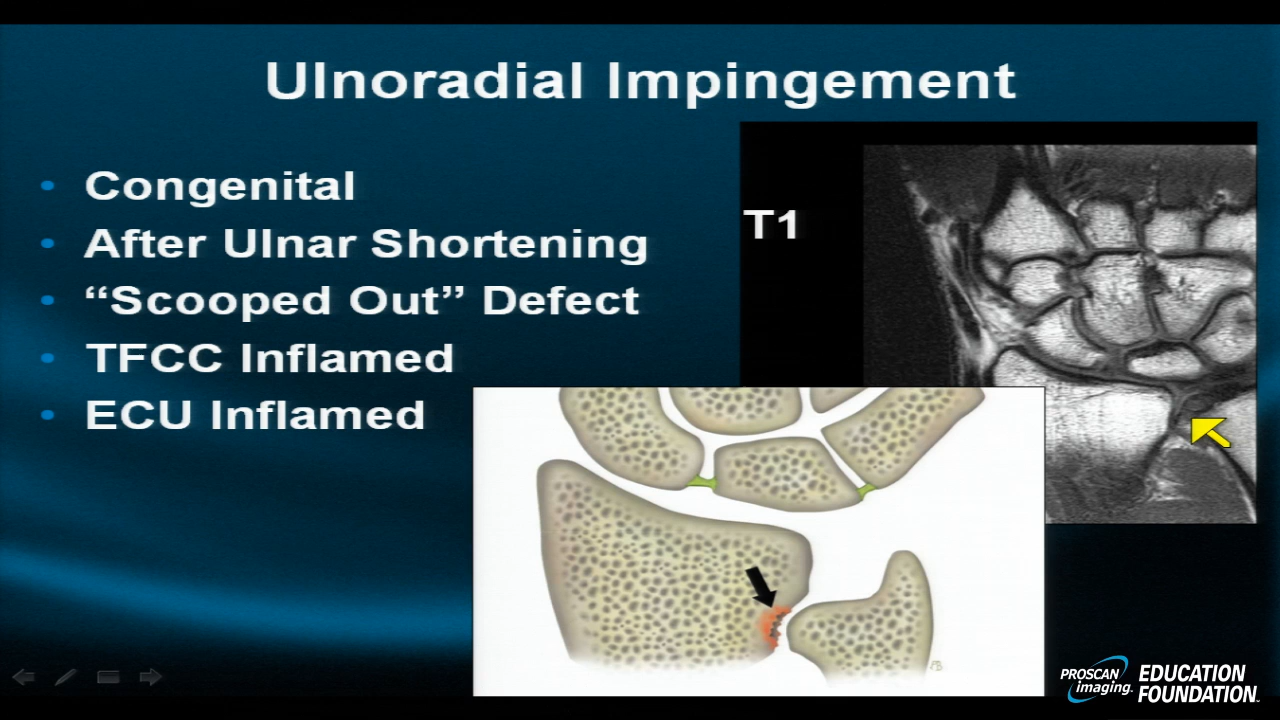 Ulnoradial Impingement
• Congenital
• After Ulnar Shortening
• “Scooped Out” Defect
• TFCC Inflamed
• ECU Inflamed
T1
PROSCAN
imaging.
EDUCATION
FOUNDATION